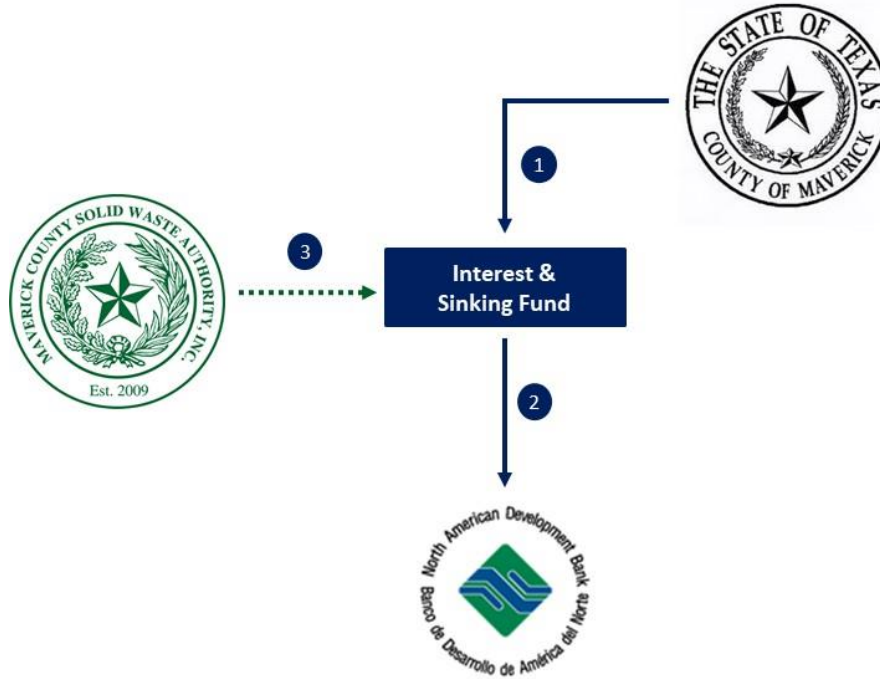 THE STATE OF TEXAS
COUNTY OF MAVERICK
1
MAVERICK COUNTY SOLID WASTE AUTHORITY, INC.
Est. 2009
3
Interest &
Sinking Fund
2
North American Development Bank
Banco de Desarrollo de América del Norte